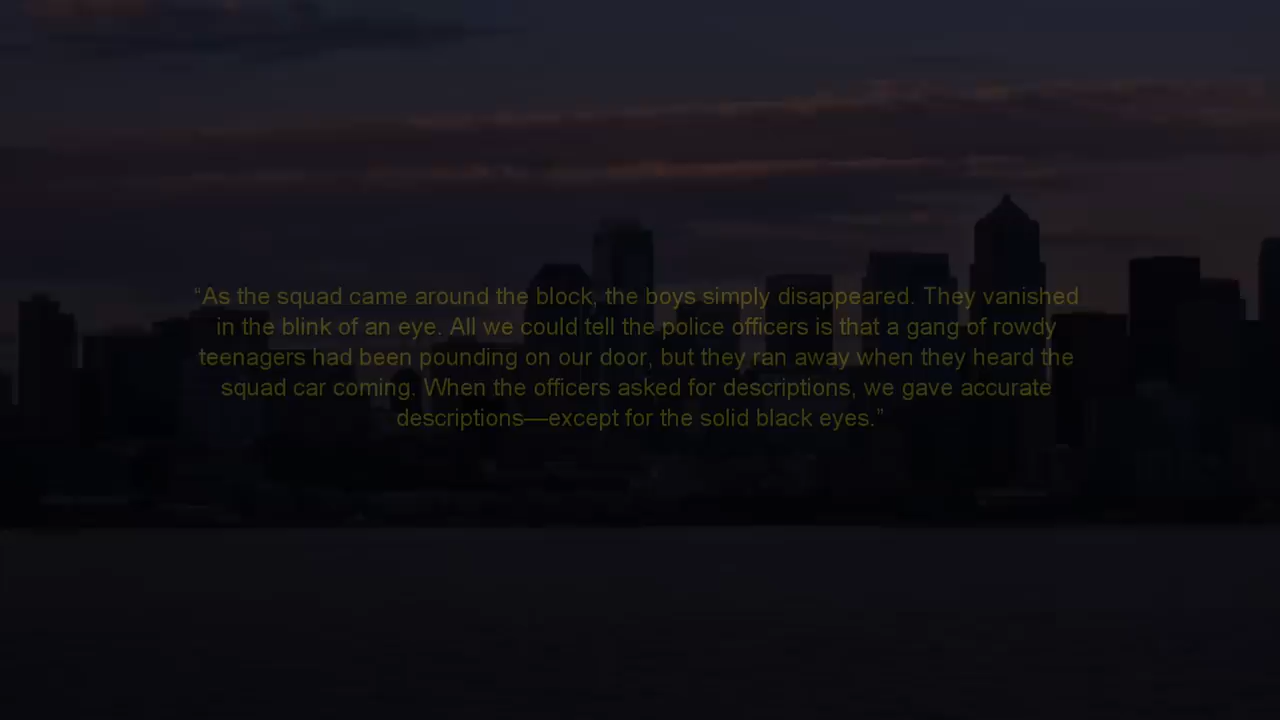 “As the squad came around the block, the boys simply disappeared. They vanished
in the blink of an eye. All we could tell the police officers is that a gang of rowdy
teenagers had been pounding on our door, but they ran away when they heard the
squad car coming. When the officers asked for descriptions, we gave accurate
descriptions—except for the solid black eyes.”